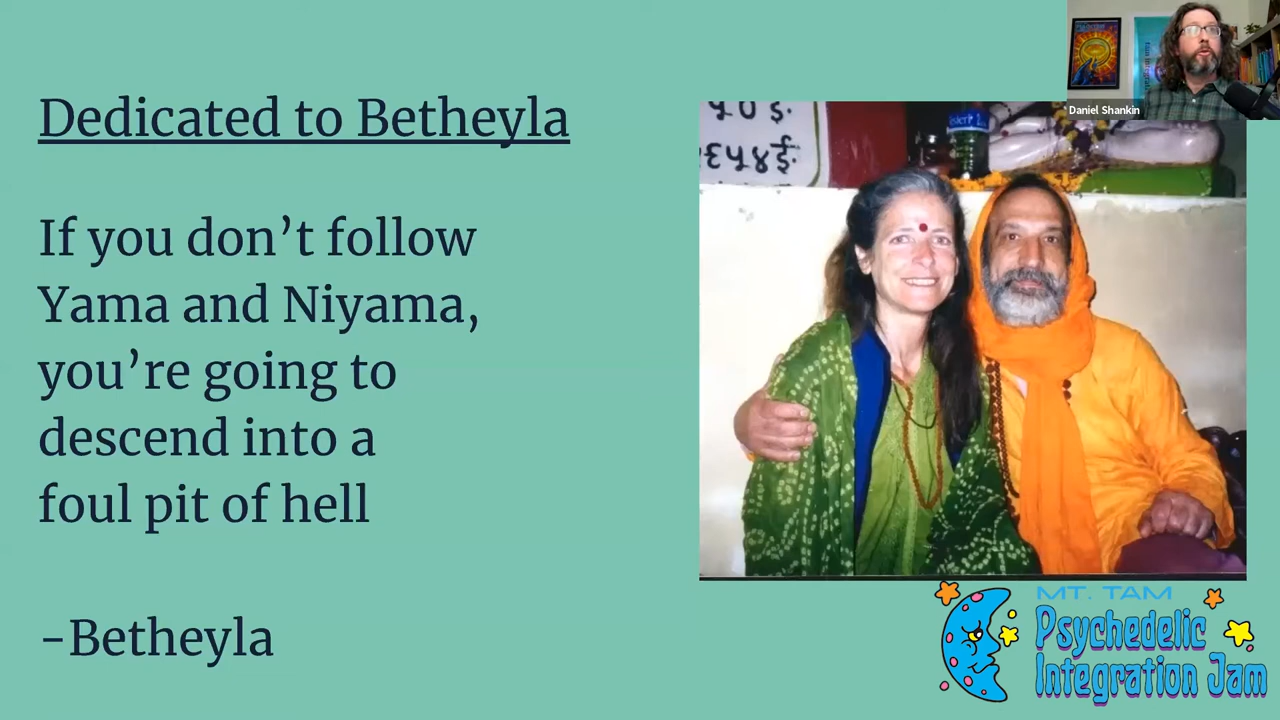 Dedicated to Betheyla
If you don’t follow
Yama and Niyama,
you’re going to
descend into a
foul pit of hell
-Betheyla
Daniel Shankin
MT. TAM
Psychedelic
Integration Jam